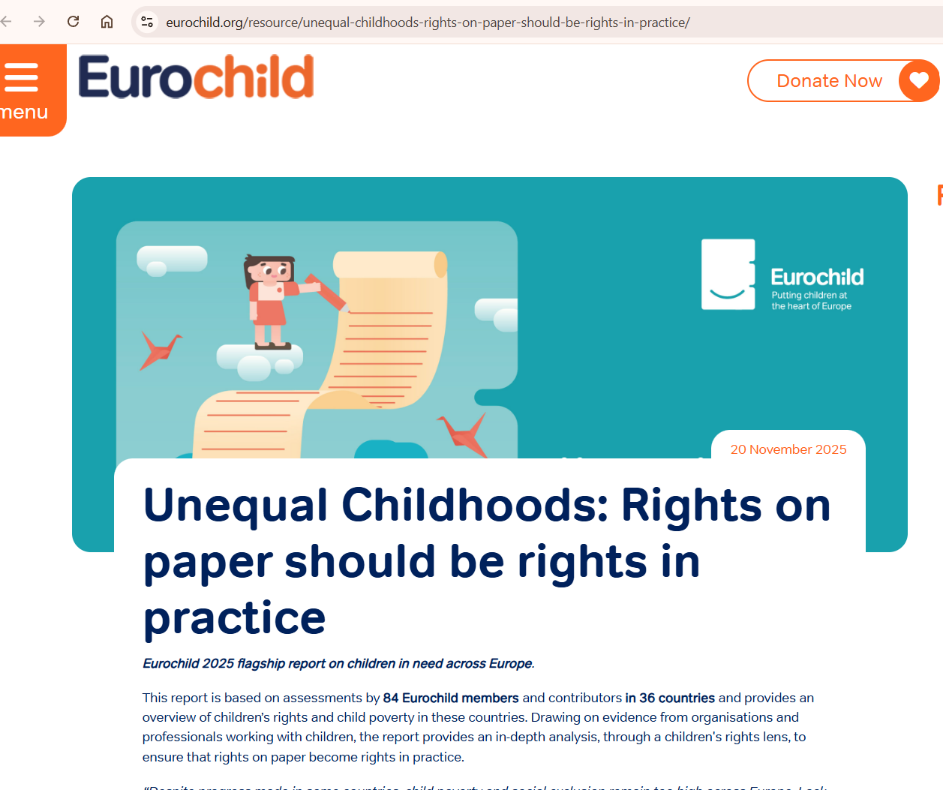 eurochild.org/resource/unequal-childhoods-rights-on-paper-should-be-rights-in-practice/
menu
Eurochild
Donate Now
Eurochild
Putting children at
the heart of Europe
20 November 2025
Unequal Childhoods: Rights on
paper should be rights in
practice
Eurochild 2025 flagship report on children in need across Europe.
This report is based on assessments by 84 Eurochild members and contributors in 36 countries and provides an
overview of children's rights and child poverty in these countries. Drawing on evidence from organisations and
professionals working with children, the report provides an in-depth analysis, through a children's rights lens, to
ensure that rights on paper become rights in practice.
"Despite progress made in some countries, child poverty and social exclusion remain too high across Europe. Lack